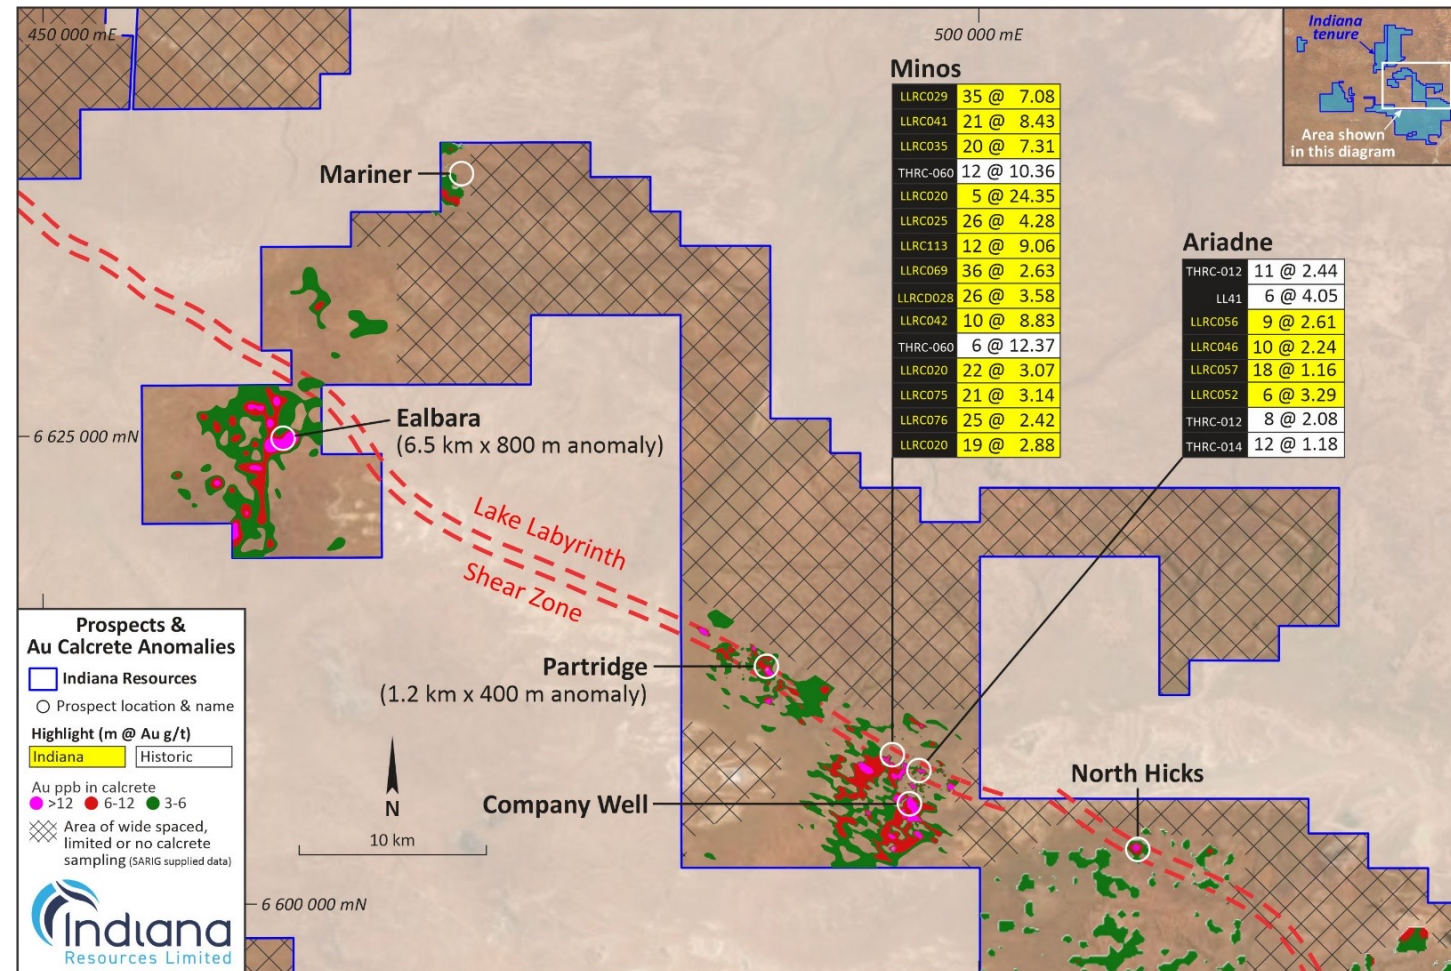 450 000 mE
500 000 mE
Indiana
tenure
Area shown
in this diagram
Minos
LLRC029 35 @ 7.08
LLRC041 21 @ 8.43
LLRC035 20 @ 7.31
THRC-060 12 @ 10.36
LLRC020 5 @ 24.35
LLRC025 26 @ 4.28
LLRC113 12 @ 9.06
LLRC069 36 @ 2.63
LLRCD028 26 @ 3.58
LLRC042 10 @ 8.83
THRC-060 6 @ 12.37
LLRC020 22 @ 3.07
LLRC075 21 @ 3.14
LLRC076 25 @ 2.42
LLRC020 19 @ 2.88
Ariadne
THRC-012 11 @ 2.44
LL41 6 @ 4.05
LLRC056 9 @ 2.61
LLRC046 10 @ 2.24
LLRC057 18 @ 1.16
LLRC052 6 @ 3.29
THRC-012 8 @ 2.08
THRC-014 12 @ 1.18
Mariner
Ealbara
(6.5 km x 800 m anomaly)
6 625 000 mN
Lake Labyrinth
Shear Zone
Partridge
(1.2 km x 400 m anomaly)
Company Well
North Hicks
N
10 km
6 600 000 mN
Prospects &
Au Calcrete Anomalies
Indiana Resources
Prospect location & name
Highlight (m @ Au g/t)
Indiana Historic
Au ppb in calcrete
>12 6-12 3-6
Area of wide spaced,
limited or no calcrete
sampling (SARIG supplied data)
Indiana
Resources Limited